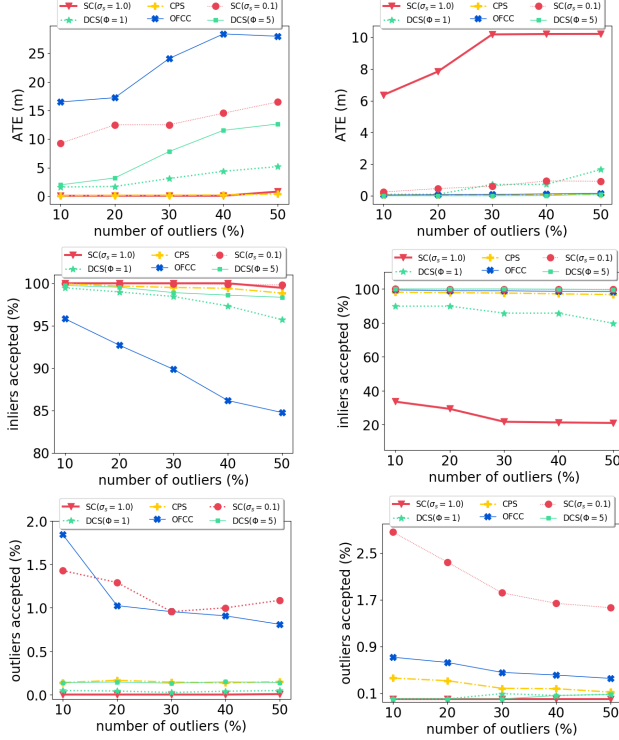 SC(σs = 1.0) CPS SC(σs = 0.1)
DCS(Φ = 1) OFCC DCS(Φ = 5)
ATE (m)
25
20
15
10
5
0
10 20 30 40 50
number of outliers (%)
SC(σs = 1.0) CPS SC(σs = 0.1)
DCS(Φ = 1) OFCC DCS(Φ = 5)
ATE (m)
10
8
6
4
2
0
10 20 30 40 50
number of outliers (%)
SC(σs = 1.0) CPS SC(σs = 0.1)
DCS(Φ = 1) OFCC DCS(Φ = 5)
inliers accepted (%)
100
95
90
85
80
10 20 30 40 50
number of outliers (%)
SC(σs = 1.0) CPS SC(σs = 0.1)
DCS(Φ = 1) OFCC DCS(Φ = 5)
inliers accepted (%)
100
80
60
40
20
10 20 30 40 50
number of outliers (%)
SC(σs = 1.0) CPS SC(σs = 0.1)
DCS(Φ = 1) OFCC DCS(Φ = 5)
outliers accepted (%)
2.0
1.5
1.0
0.5
0.0
10 20 30 40 50
number of outliers (%)
SC(σs = 1.0) CPS SC(σs = 0.1)
DCS(Φ = 1) OFCC DCS(Φ = 5)
outliers accepted (%)
2.5
1.7
0.9
0.1
10 20 30 40 50
number of outliers (%)